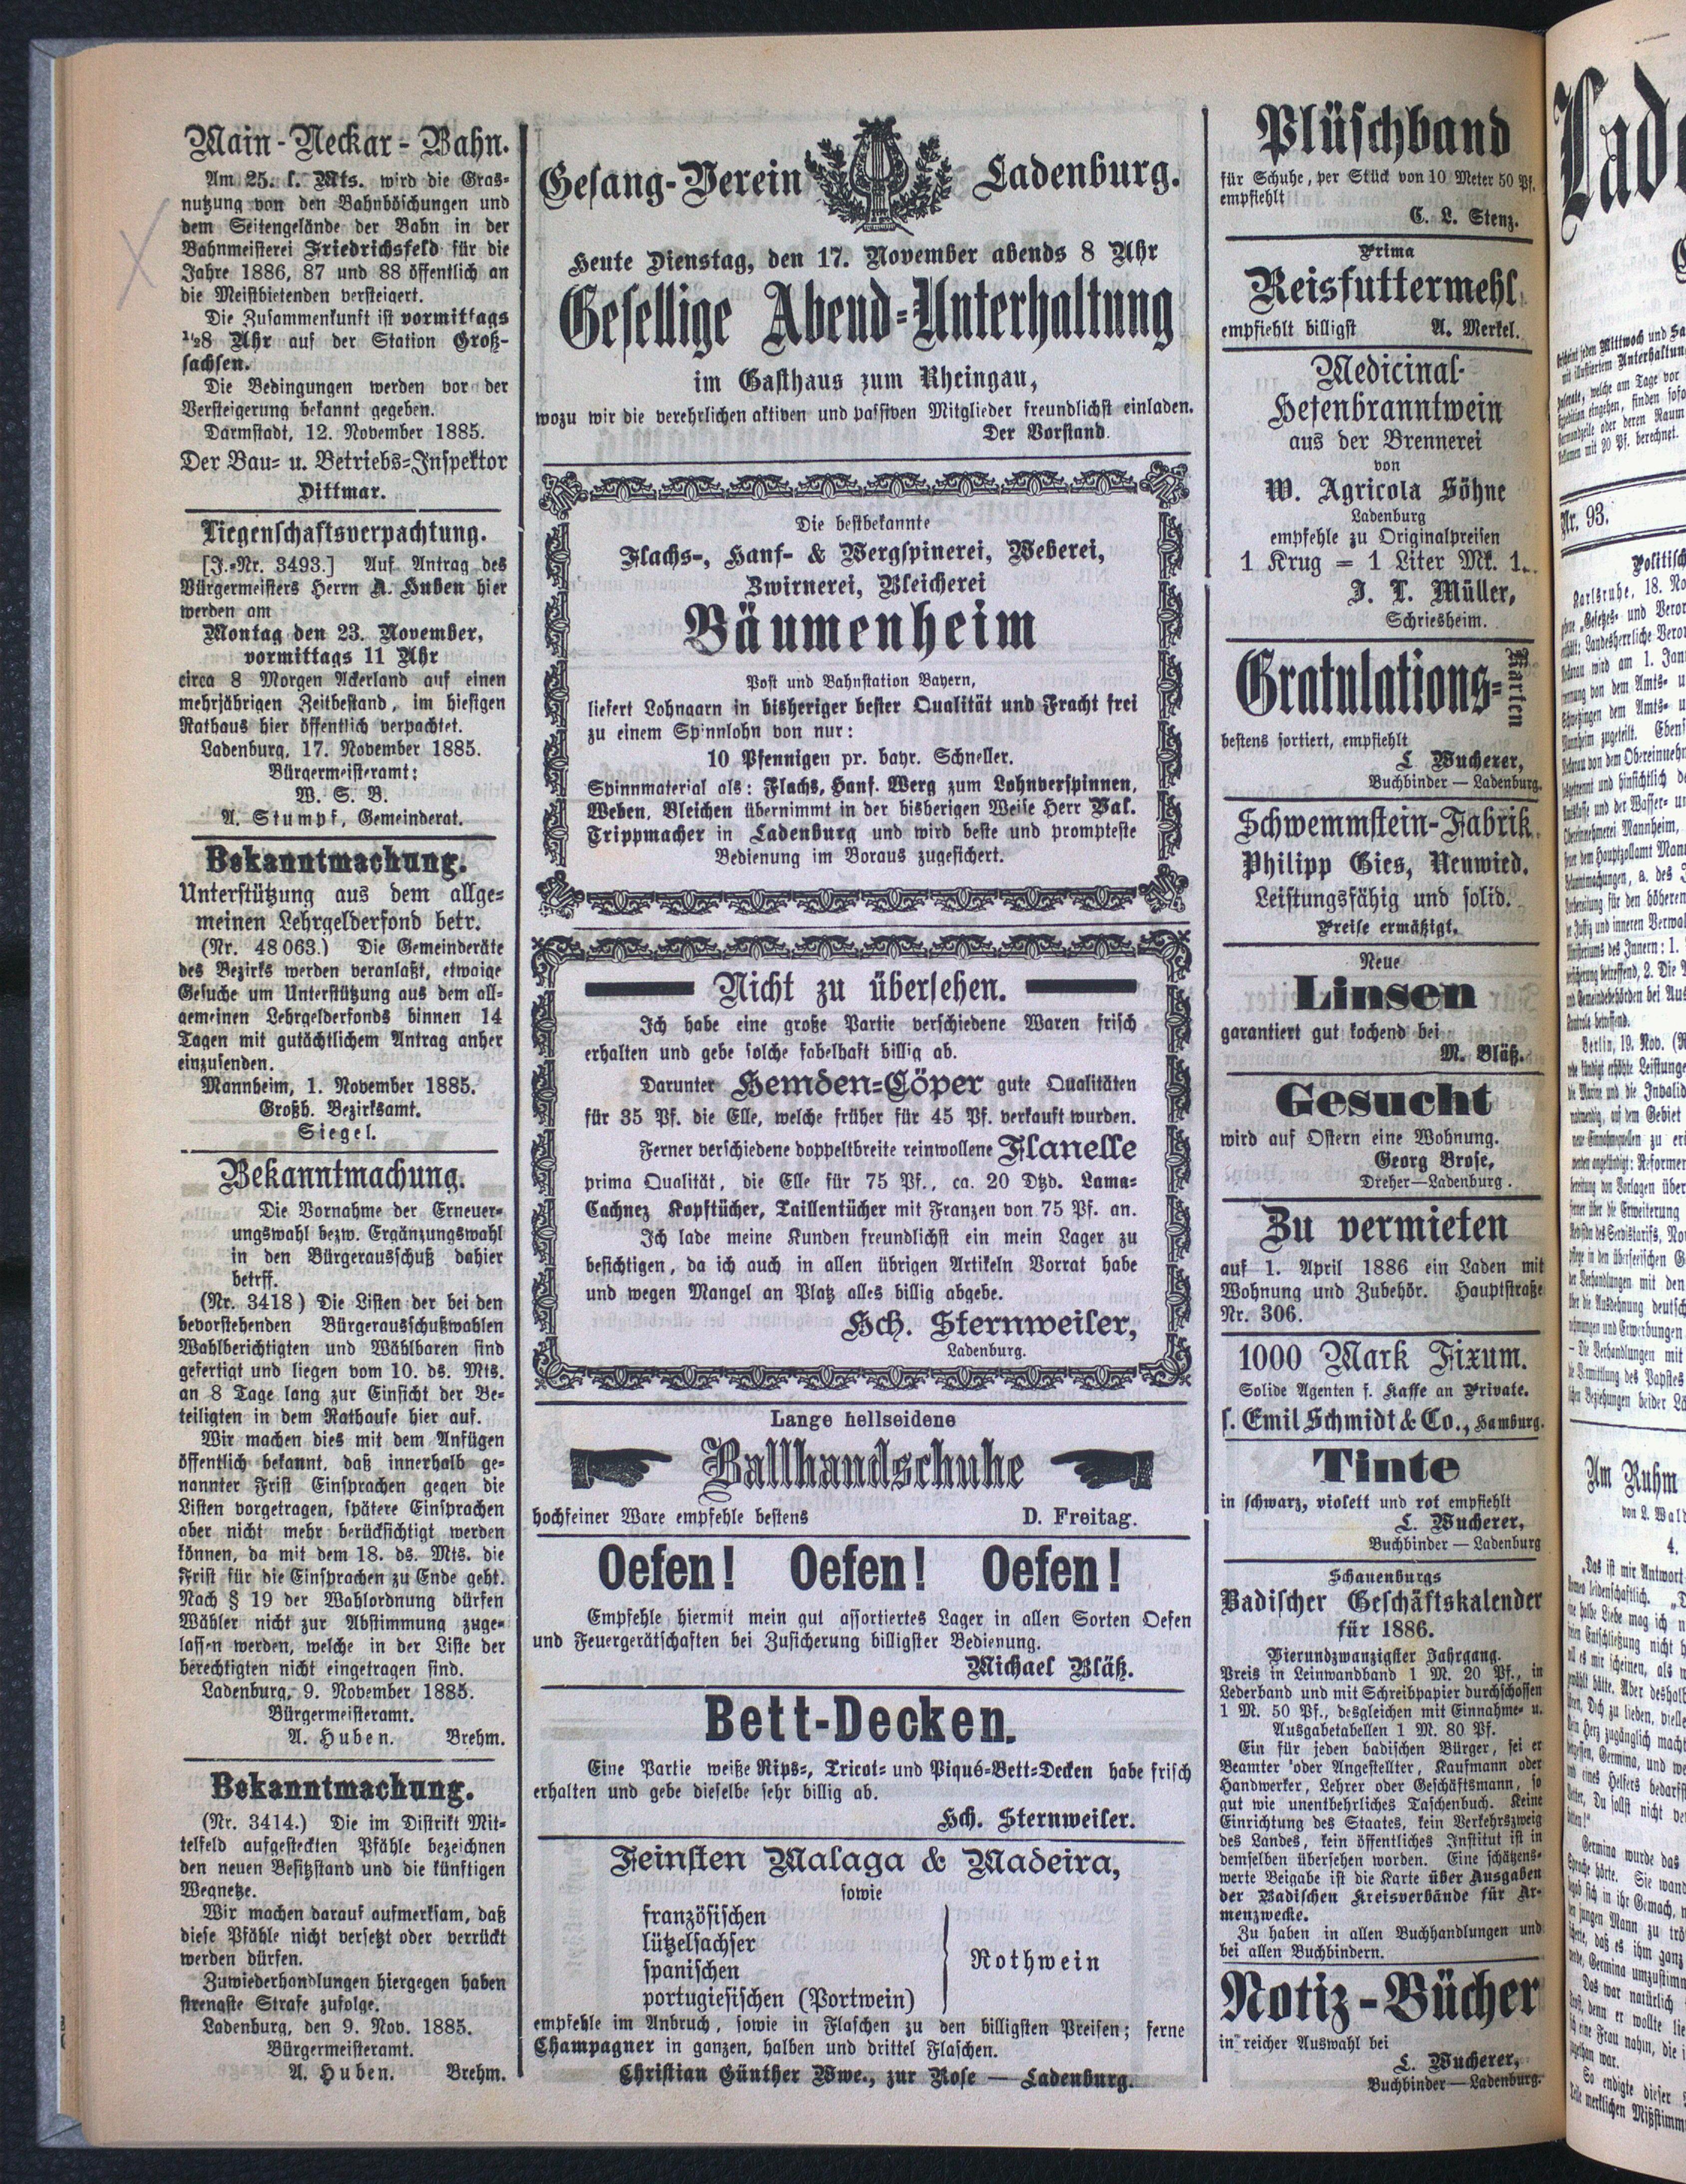 Main-Neckar-Bahn.
Am 25. l. Mts. wird die Gras-
nutzung von den Bahnböschungen und
dem Seitengelände der Bahn in der
Bahnmeisterei Friedrichsfeld für die
Jahre 1886, 87 und 88 öffentlich an
die Meistbietenden versteigert.
Die Zusammenkunft ist vormittags
½8 Uhr auf der Station Groß-
sachsen.
Die Bedingungen werden vor der
Versteigerung bekannt gegeben.
Darmstadt, 12. November 1885.
Der Bau- u. Betriebs-Inspektor
Dittmar.
Liegenschaftsverpachtung.
[J.-Nr. 3493.] Auf Antrag des
Bürgermeisters Herrn A. Huben hier
werden am
Montag den 23. November,
vormittags 11 Uhr
circa 8 Morgen Ackerland auf einen
mehrjährigen Zeitbestand, im hiesigen
Rathaus hier öffentlich verpachtet.
Ladenburg, 17. November 1885.
Bürgermeisteramt:
W. S. B.
A. Stumpf, Gemeinderat.
Bekanntmachung.
Unterstützung aus dem allge-
meinen Lehrgelderfond betr.
(Nr. 48063.) Die Gemeinderäte
des Bezirks werden veranlaßt, etwaige
Gesuche um Unterstützung aus dem all-
gemeinen Lehrgelderfonds binnen 14
Tagen mit gutächtlichem Antrag anher
einzusenden.
Mannheim, 1. November 1885.
Großh. Bezirksamt.
Siegel.
Bekanntmachung.
Die Vornahme der Erneuer-
ungswahl bezw. Ergänzungswahl
in den Bürgerausschuß dahier
betrff.
(Nr. 3418) Die Listen der bei den
bevorstehenden Bürgerausschußwahlen
Wahlberichtigten und Wählbaren sind
gefertigt und liegen vom 10. ds. Mts.
an 8 Tage lang zur Einsicht der Be-
teiligten in dem Rathause hier auf.
Wir machen dies mit dem Anfügen
öffentlich bekannt, daß innerhalb ge-
nannter Frist Einsprachen gegen die
Listen vorgetragen, spätere Einsprachen
aber nicht mehr berücksichtigt werden
können, da mit dem 18. ds. Mts. die
Frist für die Einsprachen zu Ende geht.
Nach § 19 der Wahlordnung dürfen
Wähler nicht zur Abstimmung zuge-
lassen werden, welche in der Liste der
berechtigten nicht eingetragen sind.
Ladenburg, 9. November 1885.
Bürgermeisteramt.
A. Huben. Brehm.
Bekanntmachung.
(Nr. 3414.) Die im Distrikt Mit-
telfeld aufgesteckten Pfähle bezeichnen
den neuen Besitzstand und die künftigen
Wegnetze.
Wir machen darauf aufmerksam, daß
diese Pfähle nicht versetzt oder verrückt
werden dürfen.
Zuwiederhandlungen hiergegen haben
strengste Strafe zufolge.
Ladenburg, den 9. Nov. 1885.
Bürgermeisteramt.
A. Huben. Brehm.
Gesang-Verein Ladenburg.
Heute Dienstag, den 17. November abends 8 Uhr
Gesellige Abend-Unterhaltung
im Gasthaus zum Rheingau,
wozu wir die verehrlichen aktiven und passiven Mitglieder freundlichst einladen.
Der Vorstand.
Die bestbekannte
Flachs-, Hanf- & Wergspinerei, Weberei,
Zwirnerei, Bleicherei
Bäumenheim
Post und Bahnstation Bayern,
liefert Lohngarn in bisheriger bester Qualität und Fracht frei
zu einem Spinnlohn von nur:
10 Pfennigen pr. bayr. Schneller.
Spinnmaterial als: Flachs, Hanf. Werg zum Lohnverspinnen,
Weben, Bleichen übernimmt in der bisherigen Weise Herr Val.
Trippmacher in Ladenburg und wird beste und prompteste
Bedienung im Voraus zugesichert.
Nicht zu übersehen.
Ich habe eine große Partie verschiedene Waren frisch
erhalten und gebe solche fabelhaft billig ab.
Darunter Hemden-Cöper gute Qualitäten
für 35 Pf. die Elle, welche früher für 45 Pf. verkauft wurden.
Ferner verschiedene doppeltbreite reinwollene Flanelle
prima Qualität, die Elle für 75 Pf., ca. 20 Dtzd. Lama-
Cachnez Kopftücher, Taillentücher mit Franzen von 75 Pf. an.
Ich lade meine Kunden freundlichst ein mein Lager zu
besichtigen, da ich auch in allen übrigen Artikeln Vorrat habe
und wegen Mangel an Platz alles billig abgebe.
Hch. Sternweiler,
Ladenburg.
Lange hellseidene
Ballhandschuhe
hochfeiner Ware empfehle bestens D. Freitag.
Oefen! Oefen! Oefen!
Empfehle hiermit mein gut assortiertes Lager in allen Sorten Oefen
und Feuergerätschaften bei Zusicherung billigster Bedienung.
Michael Bläß.
Bett-Decken.
Eine Partie weiße Rips-, Tricot- und Piqué-Bett-Decken habe frisch
erhalten und gebe dieselbe sehr billig ab.
Hch. Sternweiler.
Feinsten Malaga & Madeira,
sowie
französischen
lützelsachser
spanischen
portugiesischen (Portwein)
Rothwein
empfehle im Anbruch, sowie in Flaschen zu den billigsten Preisen; ferne
Champagner in ganzen, halben und drittel Flaschen.
Christian Günther Wwe., zur Rose — Ladenburg.
Plüschband
für Schuhe, per Stück von 10 Meter 50 Pf.
empfiehlt
C. L. Stenz.
Prima
Reisfuttermehl
empfiehlt billigst A. Merkel.
Medicinal-
Hefenbranntwein
aus der Brennerei
von
W. Agricola Söhne
Ladenburg
empfehle zu Originalpreisen
1 Krug = 1 Liter Mk. 1..
J. L. Müller,
Schriesheim.
Gratulations-Karten
bestens sortiert, empfiehlt
L. Wucherer,
Buchbinder — Ladenburg.
Schwemmstein-Fabrik.
Philipp Gies, Neuwied.
Leistungsfähig und solid.
Preise ermäßigt.
Neue
Linsen
garantiert gut kochend bei
M. Bläß.
Gesucht
wird auf Ostern eine Wohnung.
Georg Brose,
Dreher—Ladenburg.
Zu vermieten
auf 1. April 1886 ein Laden mit
Wohnung und Zubehör. Hauptstraße
Nr. 306.
1000 Mark Fixum.
Solide Agenten f. Kaffe an Private.
s. Emil Schmidt & Co., Hamburg.
Tinte
in schwarz, violett und rot empfiehlt
L. Wucherer,
Buchbinder — Ladenburg
Schauenburgs
Badischer Geschäftskalender
für 1886.
Vierundzwanzigster Jahrgang.
Preis in Leinwandband 1 M. 20 Pf., in
Lederband und mit Schreibpapier durchschossen
1 M. 50 Pf., desgleichen mit Einnahme- u.
Ausgabetabellen 1 M. 80 Pf.
Ein für jeden badischen Bürger, sei er
Beamter oder Angestellter, Kaufmann oder
Handwerker, Lehrer oder Geschäftsmann, so
gut wie unentbehrliches Taschenbuch. Keine
Einrichtung des Staates, kein Verkehrszweig
des Landes, kein öffentliches Institut ist in
demselben übersehen worden. Eine schätzens-
werte Beigabe ist die Karte über Ausgaben
der Badischen Kreisverbände für Ar-
menzwecke.
Zu haben in allen Buchhandlungen und
bei allen Buchbindern.
Notiz-Bücher
in reicher Auswahl bei
L. Wucherer,
Buchbinder — Ladenburg.
Nr. 93.
Karlsruhe, 18. No
Berlin, 19. Nov.
Am Ruhm
4.